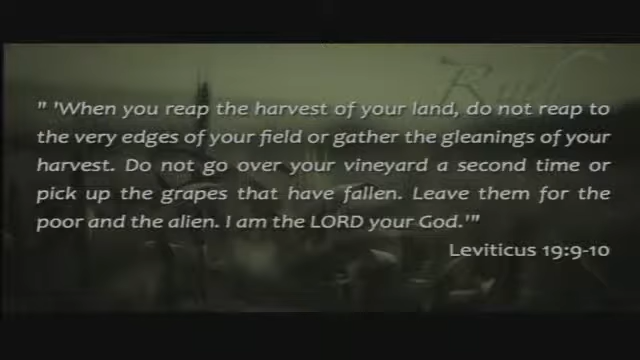 Ruth
" 'When you reap the harvest of your land, do not reap to
the very edges of your field or gather the gleanings of your
harvest. Do not go over your vineyard a second time or
pick up the grapes that have fallen. Leave them for the
poor and the alien. I am the LORD your God.'"
Leviticus 19:9-10